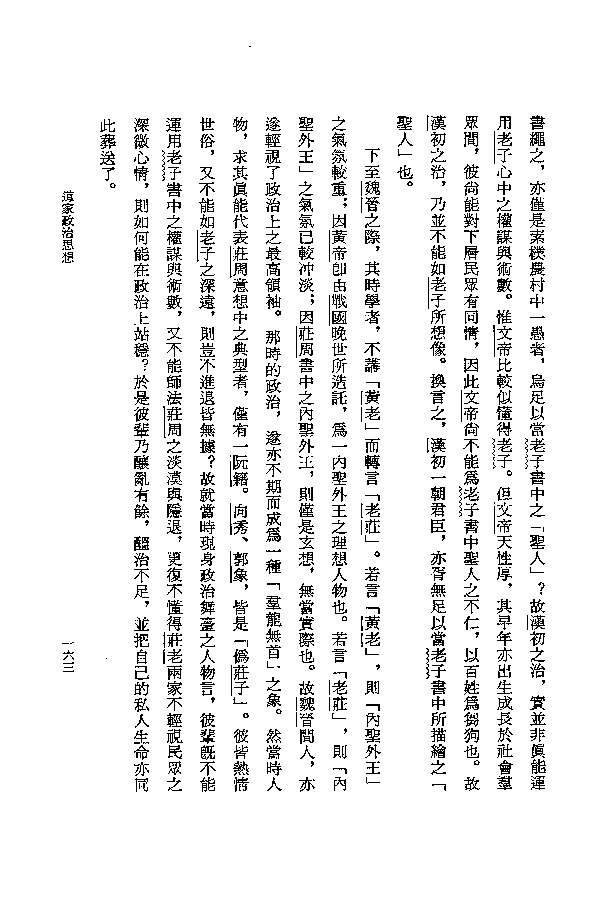 書繩之，亦僅是素樸農村中一愚者，烏足以當老子書中之「聖人」？故漢初之治，實並非眞能運
用老子心中之權謀與術數。惟文帝比較似懂得老子。但文帝天性厚，其早年亦出生成長於社會羣
眾間，彼尙能對下層民眾有同情，因此文帝尙不能爲老子書中聖人之不仁，以百姓爲芻狗也。故
漢初之治，乃並不能如老子所想像。換言之，漢初一朝君臣，亦胥無足以當老子書中所描繪之「
聖人」也。
下至魏晉之際，其時學者，不講「黃老」而轉言「老莊」。若言「黃老」，則「內聖外王」
之氣氛較重；因黃帝卽由戰國晚世所造託，爲一內聖外王之理想人物也。若言「老莊」，則「內
聖外王」之氣氛已較冲淡；因莊周書中之內聖外王，則僅是玄想，無當實際也。故魏晉間人，亦
遂輕視了政治上之最高領袖。那時的政治，遂亦不期而成爲一種「羣龍無首」之象。然當時人
物，求其眞能代表莊周意想中之典型者，僅有一阮籍。向秀、郭象，皆是「僞莊子」。彼皆熱情
世俗，又不能如老子之深遠，則豈不進退皆無據？故就當時現身政治舞臺之人物言，彼輩旣不能
運用老子書中之權謀與術數，又不能師法莊周之淡漠與隱退，更復不懂得莊老兩家不輕視民眾之
深微心情，則如何能在政治上站穩？於是彼輩乃釀亂有餘，醞治不足，並把自己的私人生命亦同
此葬送了。
道家政治思想
一六三